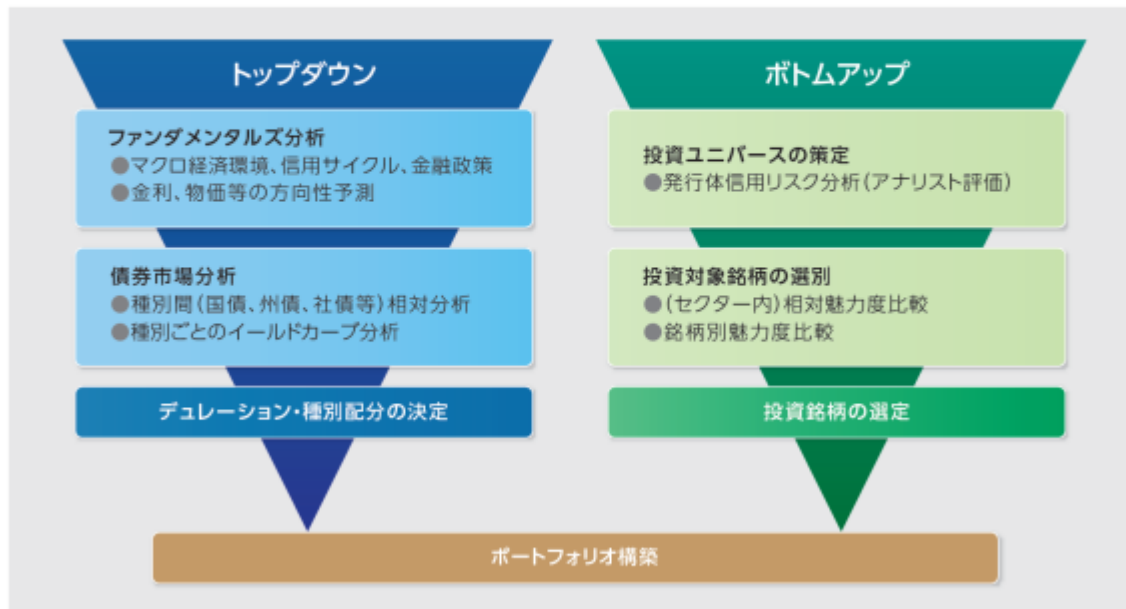 トップダウン
ファンダメンタルズ分析
●マクロ経済環境、信用サイクル、金融政策
●金利、物価等の方向性予測
債券市場分析
●種別間(国債、州債、社債等)相対分析
●種別ごとのイールドカーブ分析
デュレーション・種別配分の決定
ボトムアップ
投資ユニバースの策定
●発行体信用リスク分析(アナリスト評価)
投資対象銘柄の選別
●(セクター内)相対魅力度比較
●銘柄別魅力度比較
投資銘柄の選定
ポートフォリオ構築